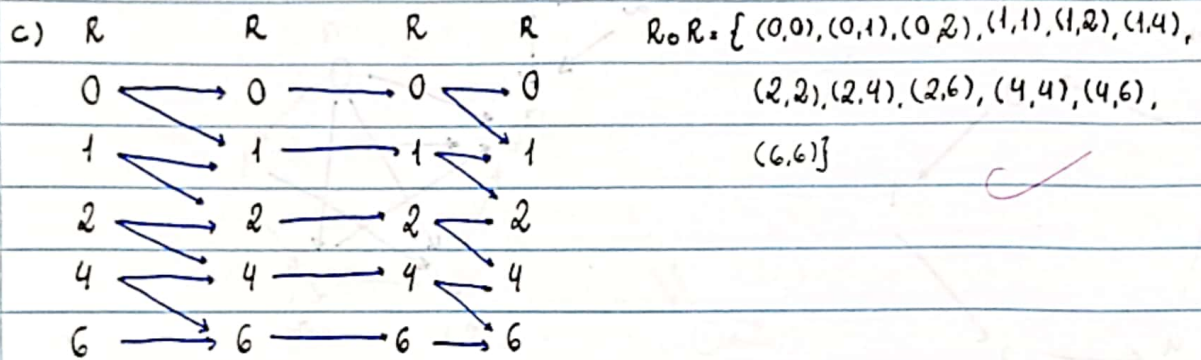 c) R R R R R∘R = { (0,0), (0,1), (0,2), (1,1), (1,2), (1,4),
0 0 0 0 (2,2), (2,4), (2,6), (4,4), (4,6),
1 1 1 1 (6,6)}
2 2 2 2
4 4 4 4
6 6 6 6